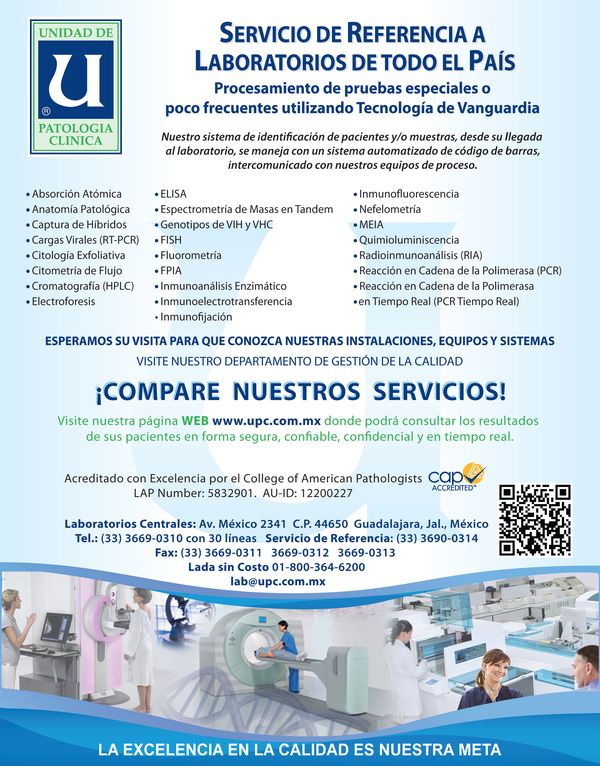 UNIDAD DE
U
®
PATOLOGIA
CLINICA
SERVICIO DE REFERENCIA A
LABORATORIOS DE TODO EL PAÍS
Procesamiento de pruebas especiales o
poco frecuentes utilizando Tecnología de Vanguardia
Nuestro sistema de identificación de pacientes y/o muestras, desde su llegada
al laboratorio, se maneja con un sistema automatizado de código de barras,
intercomunicado con nuestros equipos de proceso.
• Absorción Atómica
• Anatomía Patológica
• Captura de Híbridos
• Cargas Virales (RT-PCR)
• Citología Exfoliativa
• Citometría de Flujo
• Cromatografía (HPLC)
• Electroforesis
• ELISA
• Espectrometría de Masas en Tandem
• Genotipos de VIH y VHC
• FISH
• Fluorometría
• FPIA
• Inmunoanálisis Enzimático
• Inmunoelectrotransferencia
• Inmunofijación
• Inmunofluorescencia
• Nefelometría
• MEIA
• Quimioluminiscencia
• Radioinmunoanálisis (RIA)
• Reacción en Cadena de la Polimerasa (PCR)
• Reacción en Cadena de la Polimerasa
• en Tiempo Real (PCR Tiempo Real)
ESPERAMOS SU VISITA PARA QUE CONOZCA NUESTRAS INSTALACIONES, EQUIPOS Y SISTEMAS
VISITE NUESTRO DEPARTAMENTO DE GESTIÓN DE LA CALIDAD
¡COMPARE NUESTROS SERVICIOS!
Visite nuestra página WEB www.upc.com.mx donde podrá consultar los resultados
de sus pacientes en forma segura, confiable, confidencial y en tiempo real.
Acreditado con Excelencia por el College of American Pathologists
LAP Number: 5832901. AU-ID: 12200227
cap
ACCREDITED™
Laboratorios Centrales: Av. México 2341 C.P. 44650 Guadalajara, Jal., México
Tel.: (33) 3669-0310 con 30 líneas Servicio de Referencia: (33) 3690-0314
Fax: (33) 3669-0311 3669-0312 3669-0313
Lada sin Costo 01-800-364-6200
lab@upc.com.mx
LA EXCELENCIA EN LA CALIDAD ES NUESTRA META